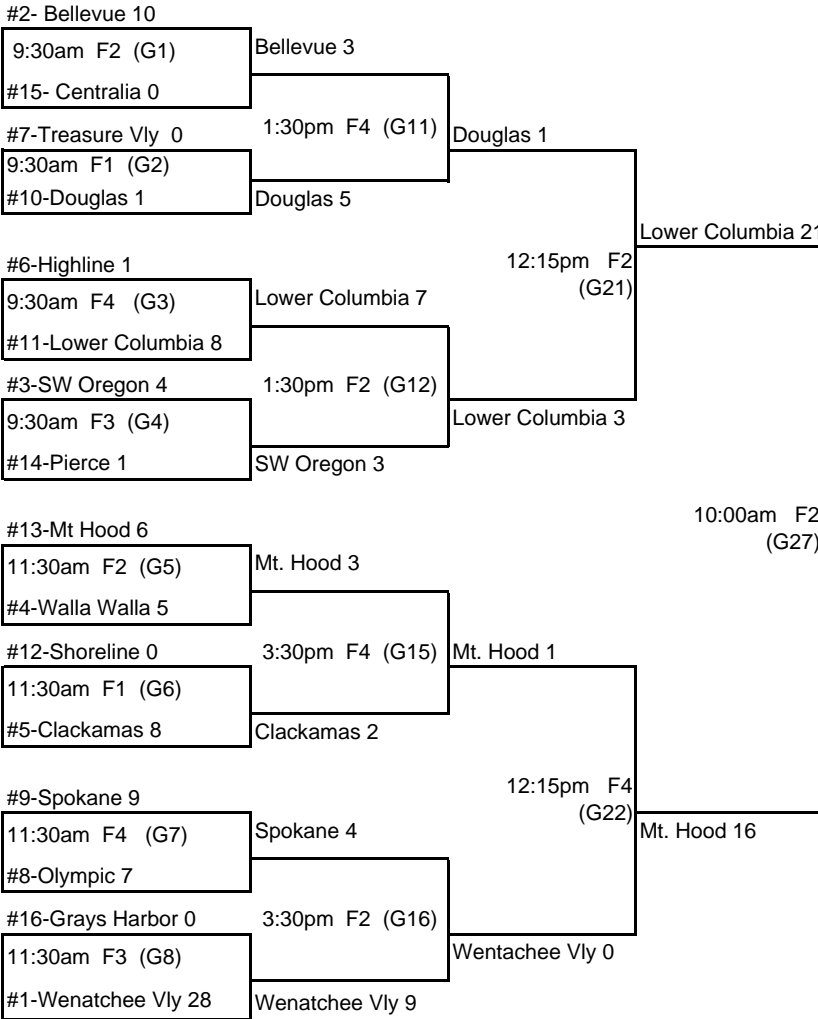 #2- Bellevue 10
9:30am F2 (G1)
Bellevue 3
#15- Centralia 0
1:30pm F4 (G11)
#7-Treasure Vly 0
Douglas 1
9:30am F1 (G2)
#10-Douglas 1
Douglas 5
Lower Columbia 21
12:15pm F2
(G21)
#6-Highline 1
9:30am F4 (G3)
Lower Columbia 7
#11-Lower Columbia 8
#3-SW Oregon 4
1:30pm F2 (G12)
9:30am F3 (G4)
Lower Columbia 3
#14-Pierce 1
SW Oregon 3
10:00am F2
(G27)
#13-Mt Hood 6
11:30am F2 (G5)
Mt. Hood 3
#4-Walla Walla 5
#12-Shoreline 0
3:30pm F4 (G15)
Mt. Hood 1
11:30am F1 (G6)
#5-Clackamas 8
Clackamas 2
12:15pm F4
(G22)
#9-Spokane 9
11:30am F4 (G7)
Spokane 4
Mt. Hood 16
#8-Olympic 7
#16-Grays Harbor 0
3:30pm F2 (G16)
11:30am F3 (G8)
Wentachee Vly 0
#1-Wenatchee Vly 28
Wenatchee Vly 9